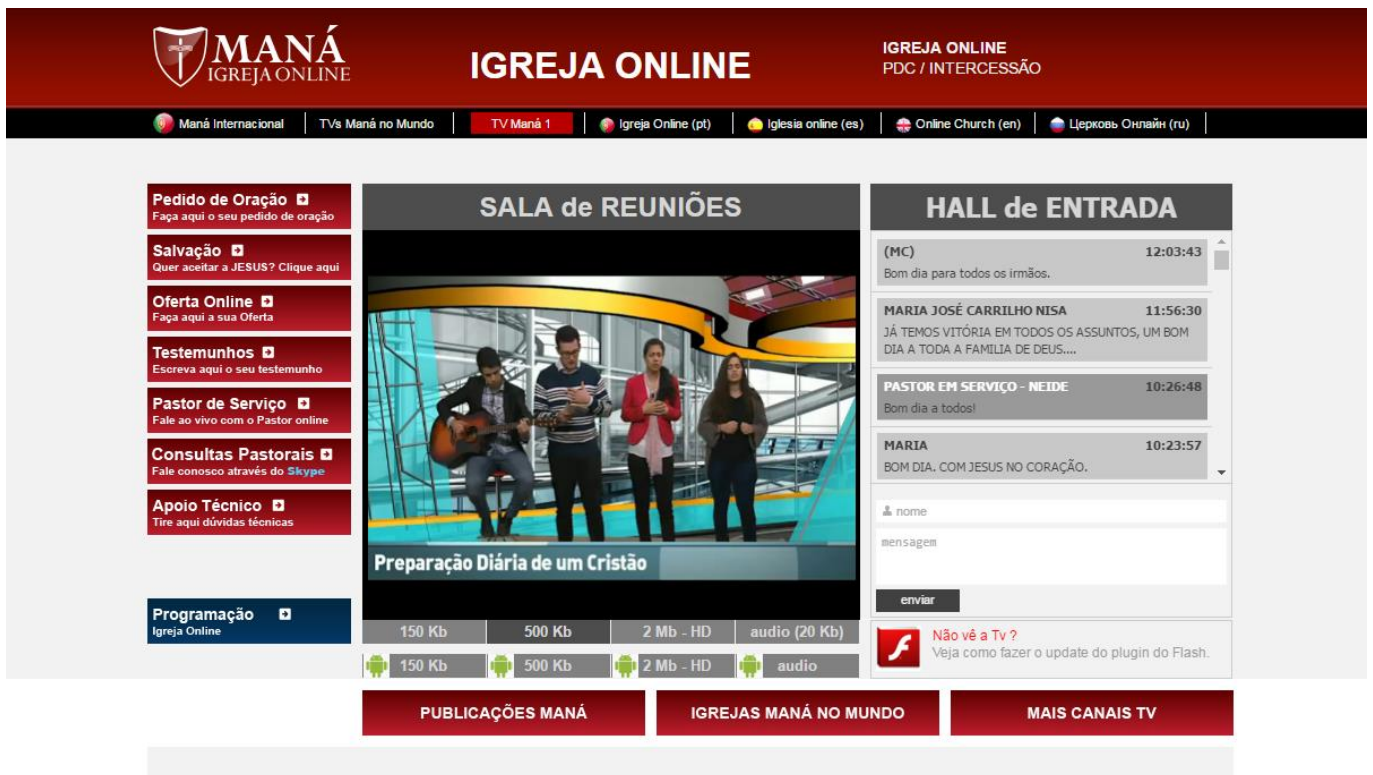 MANÁ
IGREJA ONLINE
IGREJA ONLINE
IGREJA ONLINE
PDC / INTERCESSÃO
Maná Internacional
TVs Maná no Mundo
TV Maná 1
Igreja Online (pt)
Iglesia online (es)
Online Church (en)
Церковь Онлайн (ru)
Pedido de Oração
Faça aqui o seu pedido de oração
Salvação
Quer aceitar a JESUS? Clique aqui
Oferta Online
Faça aqui a sua Oferta
Testemunhos
Escreva aqui o seu testemunho
Pastor de Serviço
Fale ao vivo com o Pastor online
Consultas Pastorais
Fale conosco através do Skype
Apoio Técnico
Tire aqui dúvidas técnicas
Programação
Igreja Online
SALA de REUNIÕES
Preparação Diária de um Cristão
150 Kb
500 Kb
2 Mb - HD
audio (20 Kb)
150 Kb
500 Kb
2 Mb - HD
audio
HALL de ENTRADA
(MC) 12:03:43
Bom dia para todos os irmãos.
MARIA JOSÉ CARRILHO NISA 11:56:30
JÁ TEMOS VITÓRIA EM TODOS OS ASSUNTOS, UM BOM
DIA A TODA A FAMILIA DE DEUS....
PASTOR EM SERVIÇO - NEIDE 10:26:48
Bom dia a todos!
MARIA 10:23:57
BOM DIA. COM JESUS NO CORAÇÃO.
nome
mensagem
enviar
Não vê a Tv ?
Veja como fazer o update do plugin do Flash.
PUBLICAÇÕES MANÁ
IGREJAS MANÁ NO MUNDO
MAIS CANAIS TV